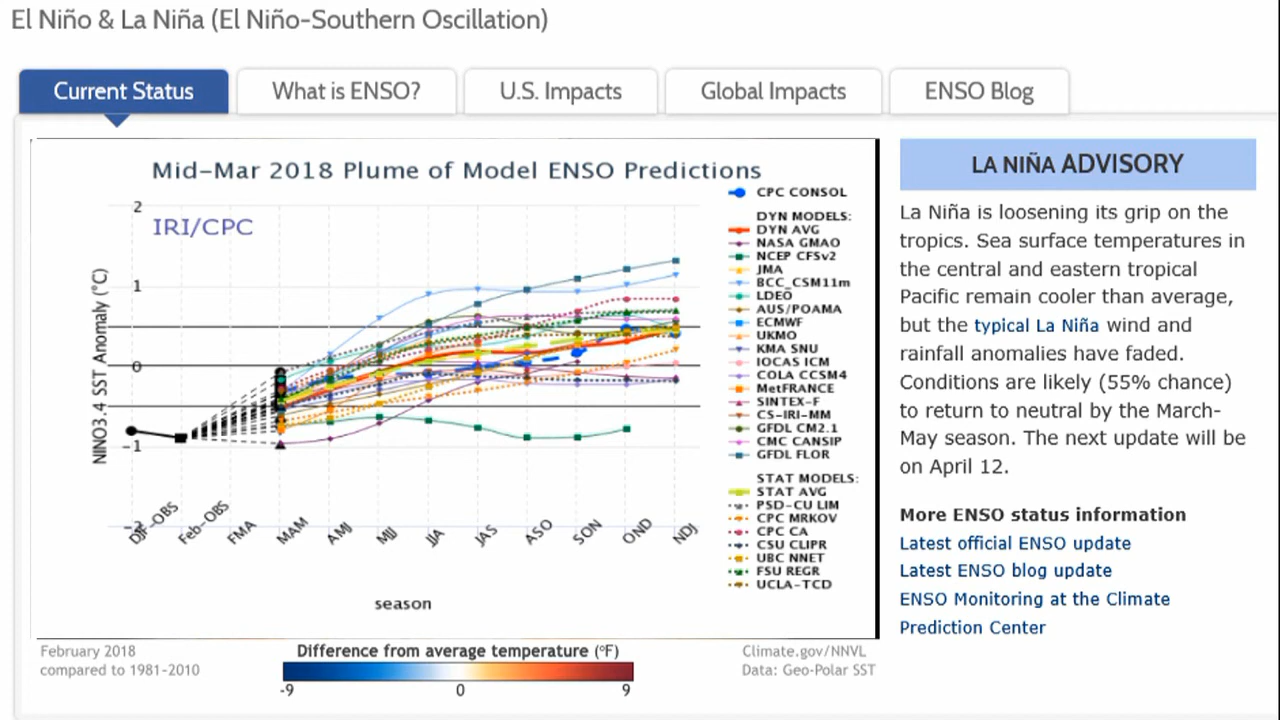 El Niño & La Niña (El Niño-Southern Oscillation)
Current Status
What is ENSO?
U.S. Impacts
Global Impacts
ENSO Blog
Mid-Mar 2018 Plume of Model ENSO Predictions
IRI/CPC
NINO3.4 SST Anomaly (°C)
2
1
0
-1
-2
DJF-OBS
Feb-OBS
FMA
MAM
AMJ
MJJ
JJA
JAS
ASO
SON
OND
NDJ
season
CPC CONSOL
DYN MODELS:
DYN AVG
NASA GMAO
NCEP CFSv2
JMA
BCC_CSM11m
LDEO
AUS/POAMA
ECMWF
UKMO
KMA SNU
IOCAS ICM
COLA CCSM4
MetFRANCE
SINTEX-F
CS-IRI-MM
GFDL CM2.1
CMC CANSIP
GFDL FLOR
STAT MODELS:
STAT AVG
PSD-CU LIM
CPC MRKOV
CPC CA
CSU CLIPR
UBC NNET
FSU REGR
UCLA-TCD
February 2018
compared to 1981-2010
Difference from average temperature (°F)
-9
0
9
Climate.gov/NNVL
Data: Geo-Polar SST
LA NIÑA ADVISORY
La Niña is loosening its grip on the
tropics. Sea surface temperatures in
the central and eastern tropical
Pacific remain cooler than average,
but the typical La Niña wind and
rainfall anomalies have faded.
Conditions are likely (55% chance)
to return to neutral by the March-
May season. The next update will be
on April 12.
More ENSO status information
Latest official ENSO update
Latest ENSO blog update
ENSO Monitoring at the Climate
Prediction Center